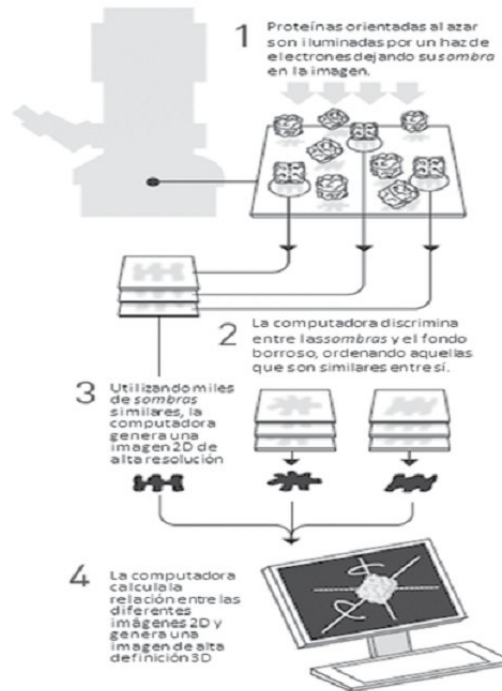 1
Proteínas orientadas al azar
son iluminadas por un haz de
electrones dejando su sombra
en la imagen.
2
La computadora discrimina
entre las sombras y el fondo
borroso, ordenando aquellas
que son similares entre sí.
3
Utilizando miles
de sombras
similares, la
computadora
genera una
imagen 2D de
alta resolución
4
La computadora
calcula la
relación entre las
diferentes
imágenes 2D y
genera una
imagen de alta
definición 3D